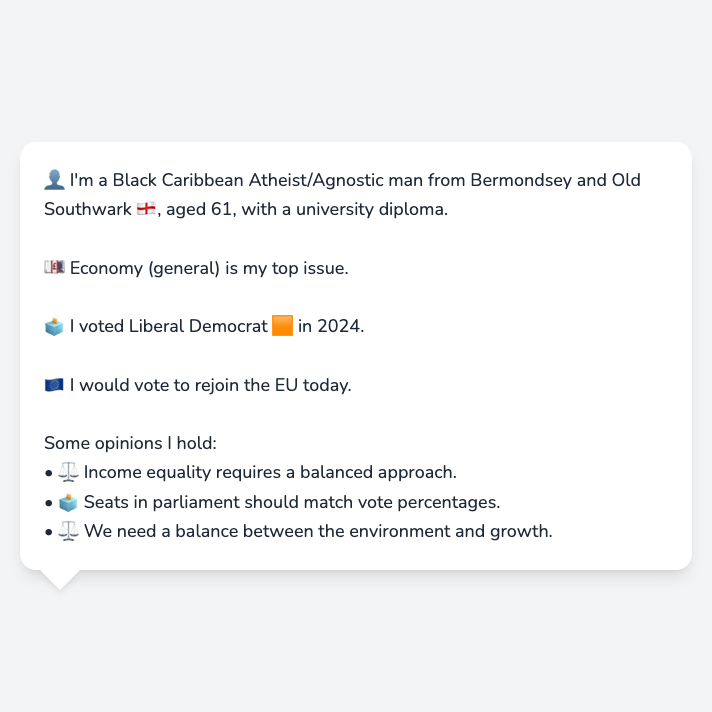 👤 I'm a Black Caribbean Atheist/Agnostic man from Bermondsey and Old
Southwark 🏴󠁧󠁢󠁥󠁮󠁧󠁿, aged 61, with a university diploma.
💷 Economy (general) is my top issue.
🗳️ I voted Liberal Democrat 🟧 in 2024.
🇪🇺 I would vote to rejoin the EU today.
Some opinions I hold:
• ⚖️ Income equality requires a balanced approach.
• 🗳️ Seats in parliament should match vote percentages.
• ⚖️ We need a balance between the environment and growth.